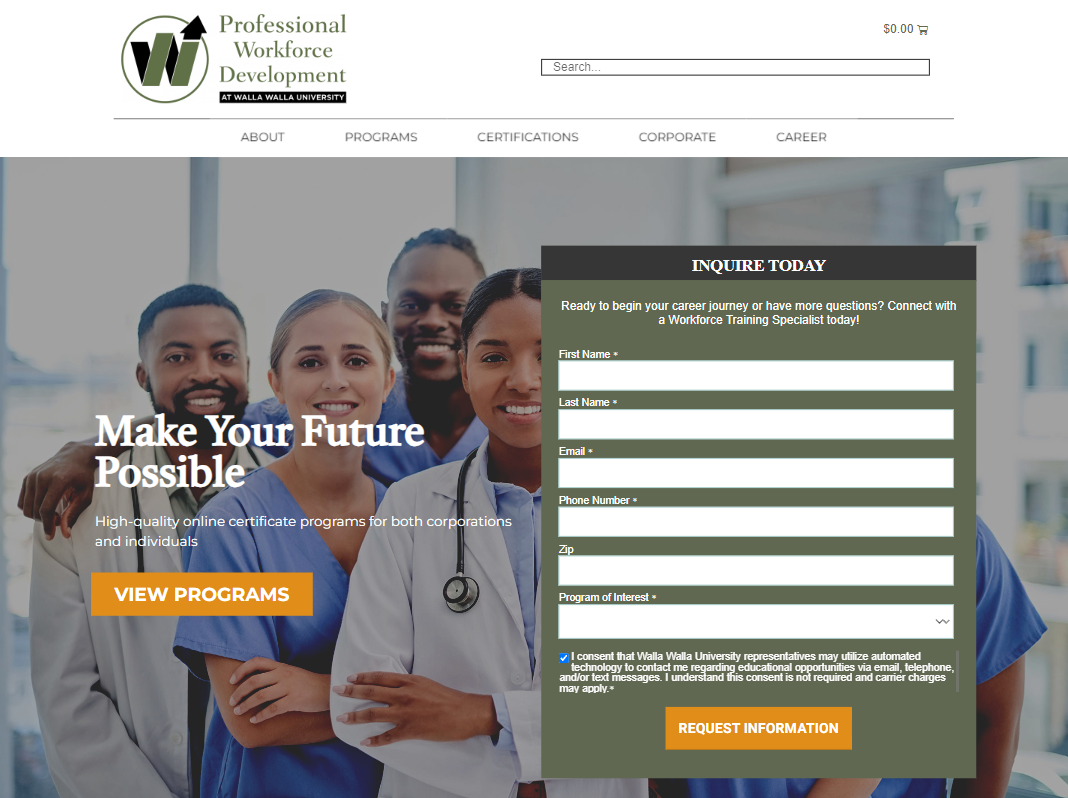 Professional
Workforce
Development
AT WALLA WALLA UNIVERSITY
$0.00
Search...
ABOUT PROGRAMS CERTIFICATIONS CORPORATE CAREER
Make Your Future
Possible
High-quality online certificate programs for both corporations
and individuals
VIEW PROGRAMS
INQUIRE TODAY
Ready to begin your career journey or have more questions? Connect with
a Workforce Training Specialist today!
First Name *
Last Name *
Email *
Phone Number *
Zip
Program of Interest *
I consent that Walla Walla University representatives may utilize automated
technology to contact me regarding educational opportunities via email, telephone,
and/or text messages. I understand this consent is not required and carrier charges
may apply.*
REQUEST INFORMATION